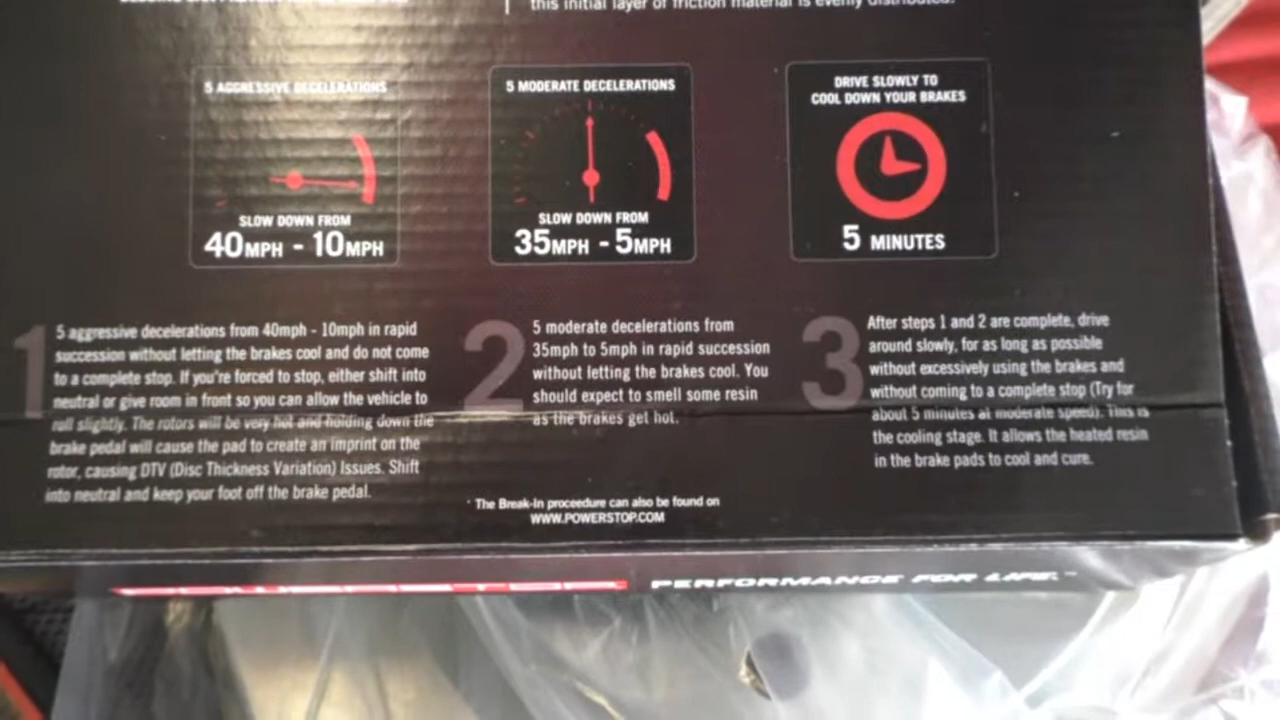 this initial layer of friction material is evenly distributed.
5 AGGRESSIVE DECELERATIONS
SLOW DOWN FROM
40MPH - 10MPH
5 MODERATE DECELERATIONS
SLOW DOWN FROM
35MPH - 5MPH
DRIVE SLOWLY TO
COOL DOWN YOUR BRAKES
5 MINUTES
1
5 aggressive decelerations from 40mph - 10mph in rapid
succession without letting the brakes cool and do not come
to a complete stop. If you're forced to stop, either shift into
neutral or give room in front so you can allow the vehicle to
roll slightly. The rotors will be very hot and holding down the
brake pedal will cause the pad to create an imprint on the
rotor, causing DTV (Disc Thickness Variation) Issues. Shift
into neutral and keep your foot off the brake pedal.
2
5 moderate decelerations from
35mph to 5mph in rapid succession
without letting the brakes cool. You
should expect to smell some resin
as the brakes get hot.
3
After steps 1 and 2 are complete, drive
around slowly, for as long as possible
without excessively using the brakes and
without coming to a complete stop (Try for
about 5 minutes at moderate speed). This is
the cooling stage. It allows the heated resin
in the brake pads to cool and cure.
* The Break-In proceedure can also be found on
WWW.POWERSTOP.COM
PERFORMANCE FOR LIFE.™